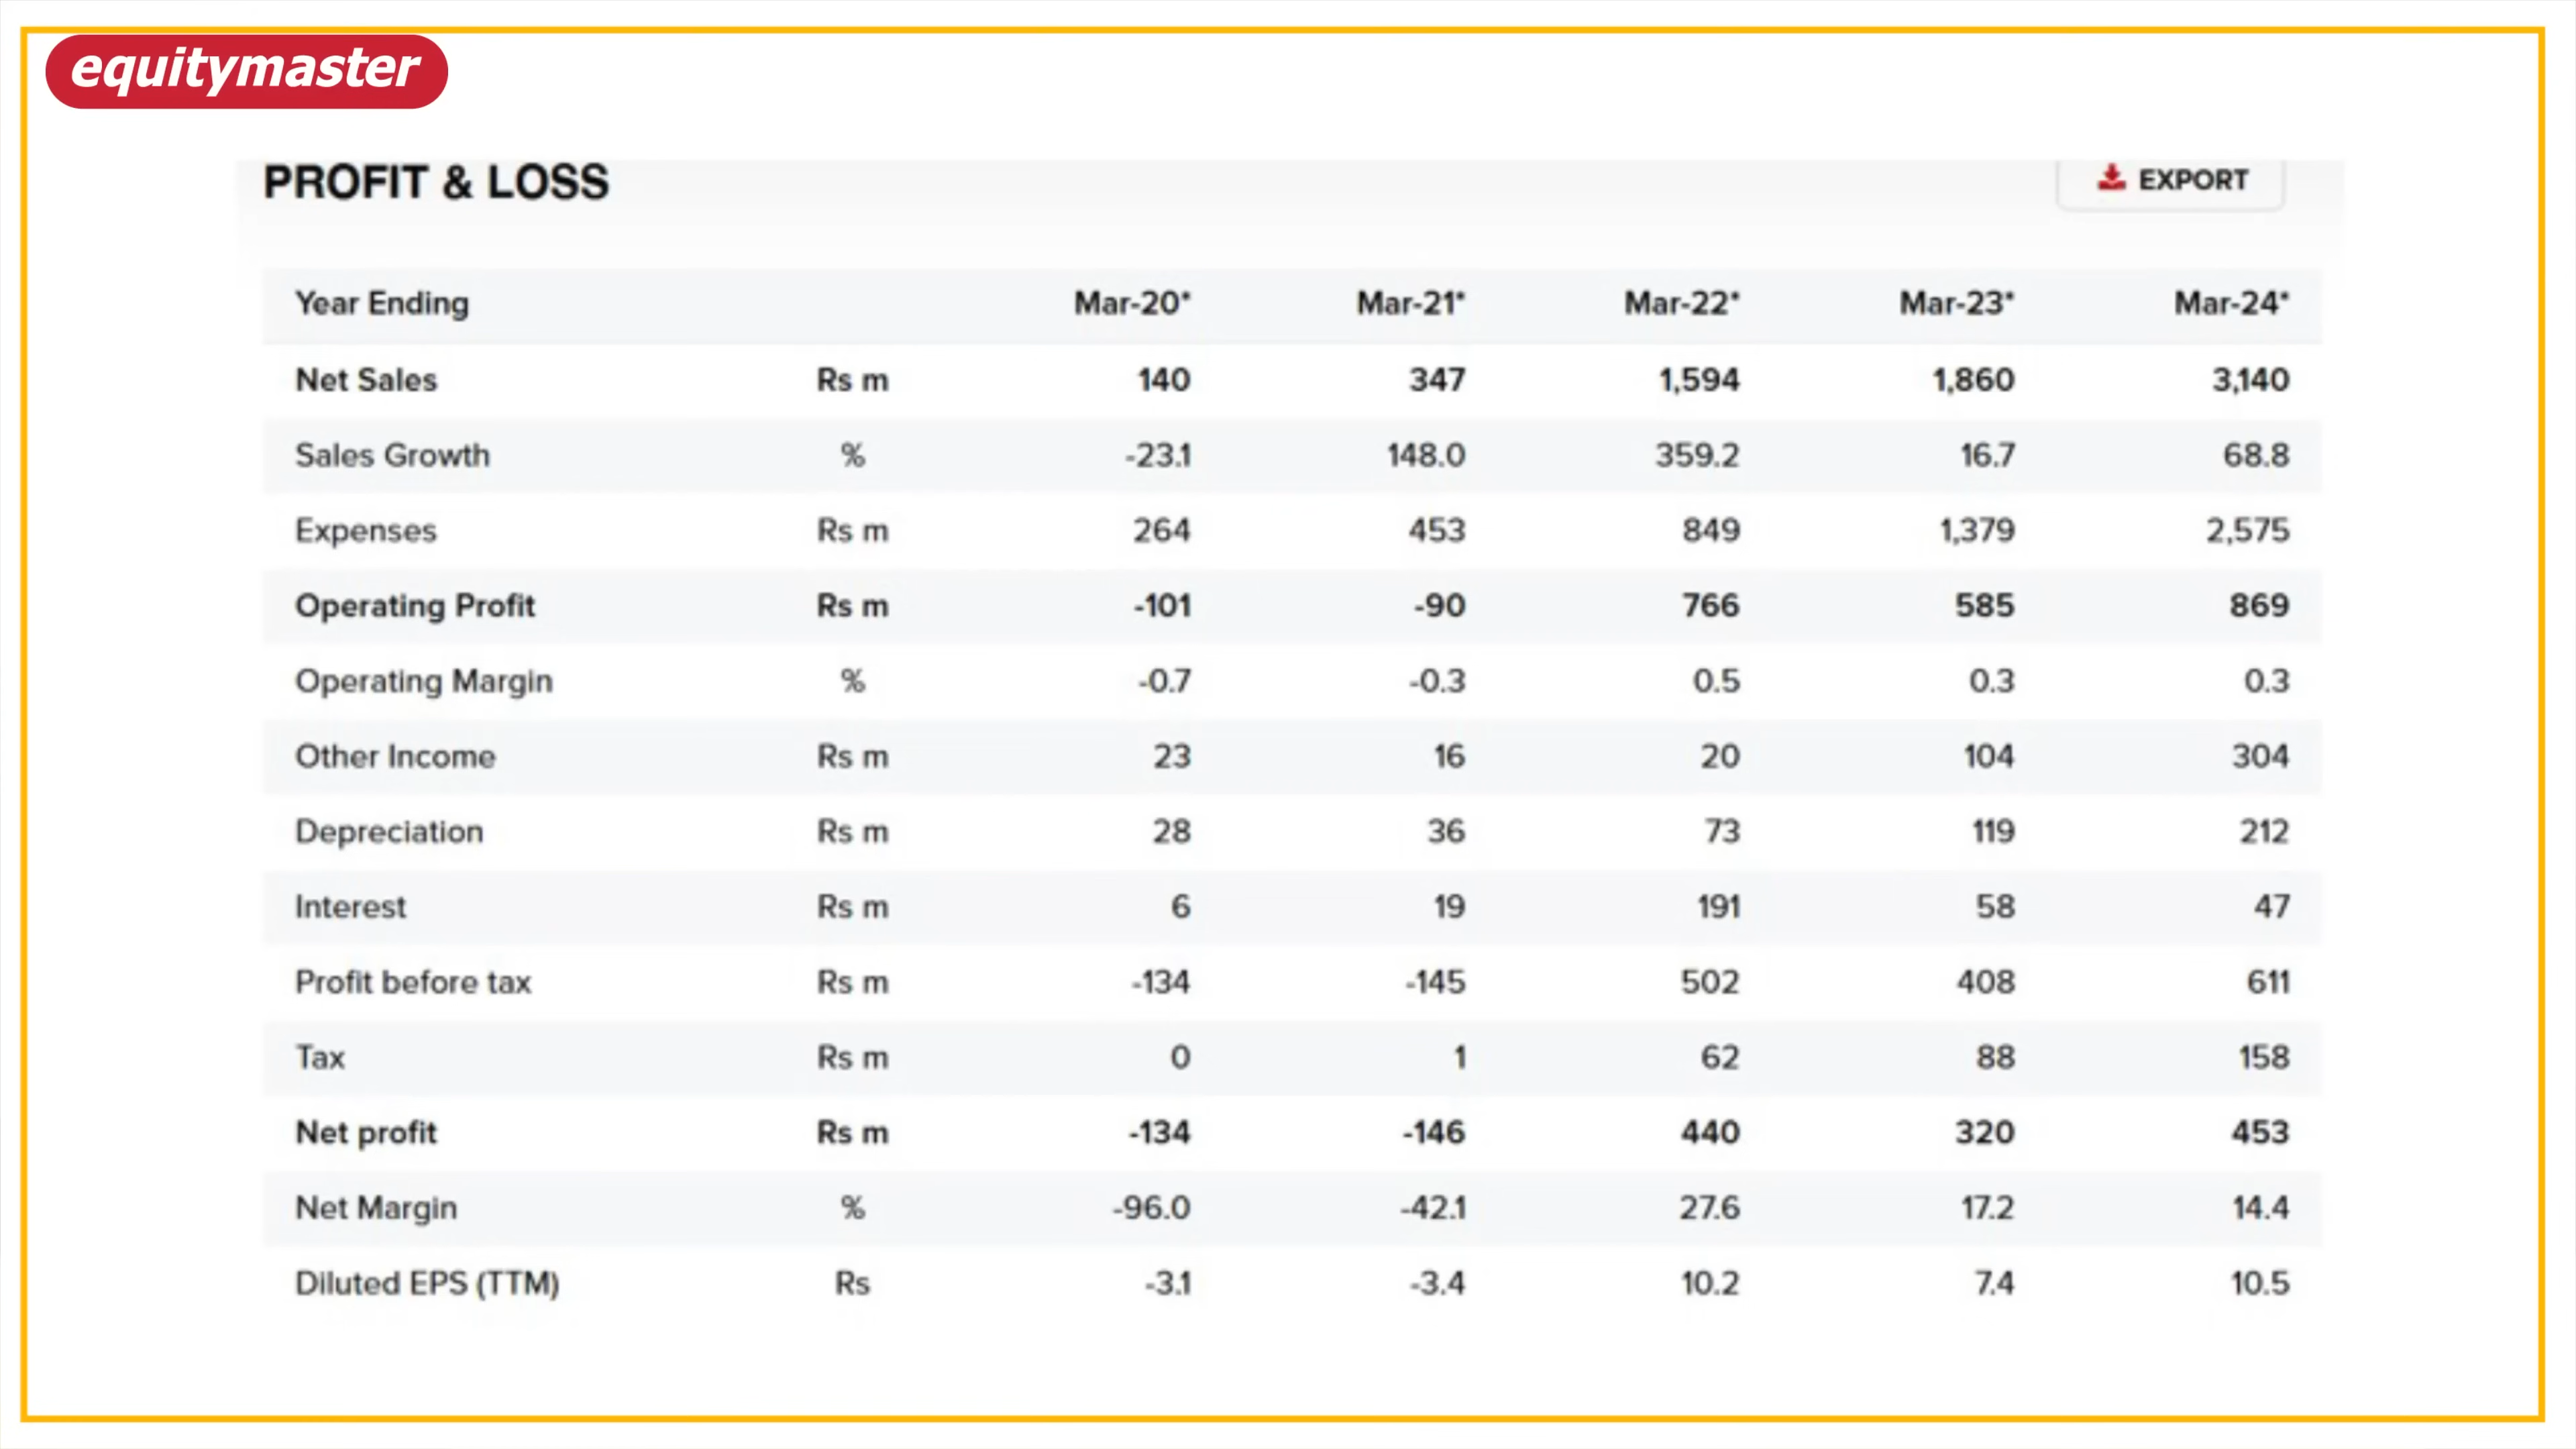 equitymaster
PROFIT & LOSS
EXPORT
Year Ending Mar-20* Mar-21* Mar-22* Mar-23* Mar-24*
Net Sales Rs m 140 347 1,594 1,860 3,140
Sales Growth % -23.1 148.0 359.2 16.7 68.8
Expenses Rs m 264 453 849 1,379 2,575
Operating Profit Rs m -101 -90 766 585 869
Operating Margin % -0.7 -0.3 0.5 0.3 0.3
Other Income Rs m 23 16 20 104 304
Depreciation Rs m 28 36 73 119 212
Interest Rs m 6 19 191 58 47
Profit before tax Rs m -134 -145 502 408 611
Tax Rs m 0 1 62 88 158
Net profit Rs m -134 -146 440 320 453
Net Margin % -96.0 -42.1 27.6 17.2 14.4
Diluted EPS (TTM) Rs -3.1 -3.4 10.2 7.4 10.5